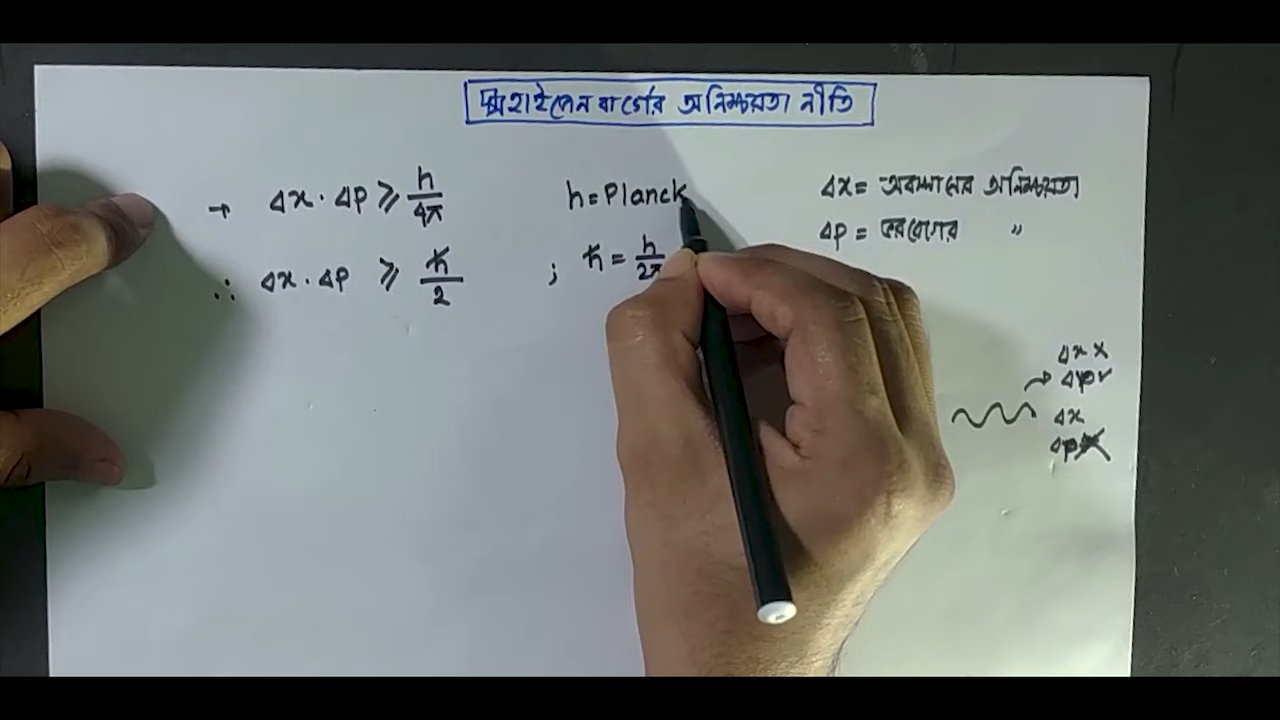 হাইসেনবার্গের অনিশ্চয়তা নীতি
→ Δx · Δp ≥ h/4π
h = Planck
Δx = অবস্থানের অনিশ্চয়তা
Δp = ভরবেগের "
∴ Δx · Δp ≥ ħ/2 ; ħ = h/2π
Δx x
Δp ✓
Δx
Δp